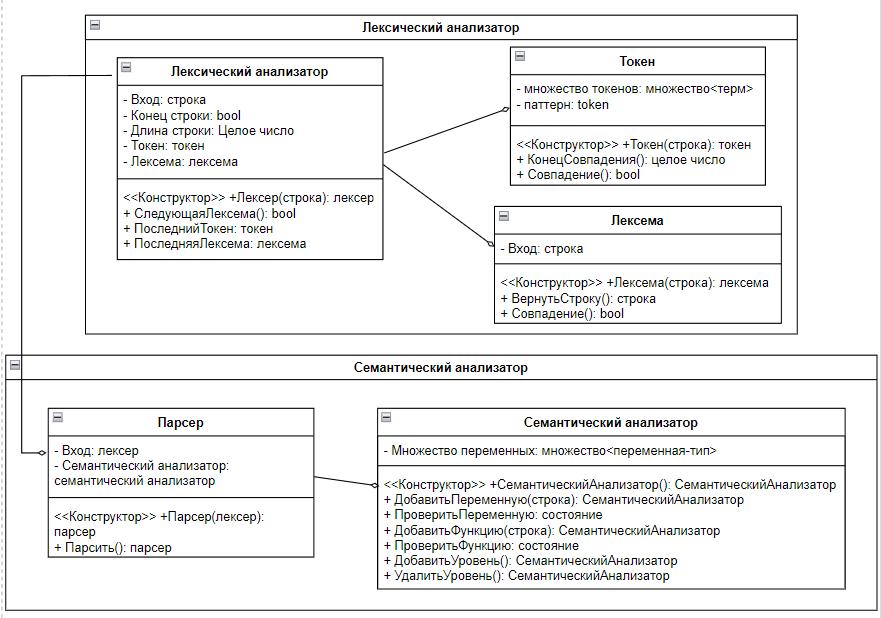 Лексический анализатор
Лексический анализатор
- Вход: строка
- Конец строки: bool
- Длина строки: Целое число
- Токен: токен
- Лексема: лексема
<<Конструктор>> +Лексер(строка): лексер
+ СледующаяЛексема(): bool
+ ПоследнийТокен: токен
+ ПоследняяЛексема: лексема
Токен
- множество токенов: множество<терм>
- паттерн: token
<<Конструктор>> +Токен(строка): токен
+ КонецСовпадения(): целое число
+ Совпадение(): bool
Лексема
- Вход: строка
<<Конструктор>> +Лексема(строка): лексема
+ ВернутьСтроку(): строка
+ Совпадение(): bool
Семантический анализатор
Парсер
- Вход: лексер
- Семантический анализатор:
семантический анализатор
<<Конструктор>> +Парсер(лексер):
парсер
+ Парсить(): парсер
Семантический анализатор
- Множество переменных: множество<переменная-тип>
<<Конструктор>> +СемантическийАнализатор(): СемантическийАнализатор
+ ДобавитьПеременную(строка): СемантическийАнализатор
+ ПроверитьПеременную: состояние
+ ДобавитьФункцию(строка): СемантическийАнализатор
+ ПроверитьФункцию: состояние
+ ДобавитьУровень(): СемантическийАнализатор
+ УдалитьУровень(): СемантическийАнализатор